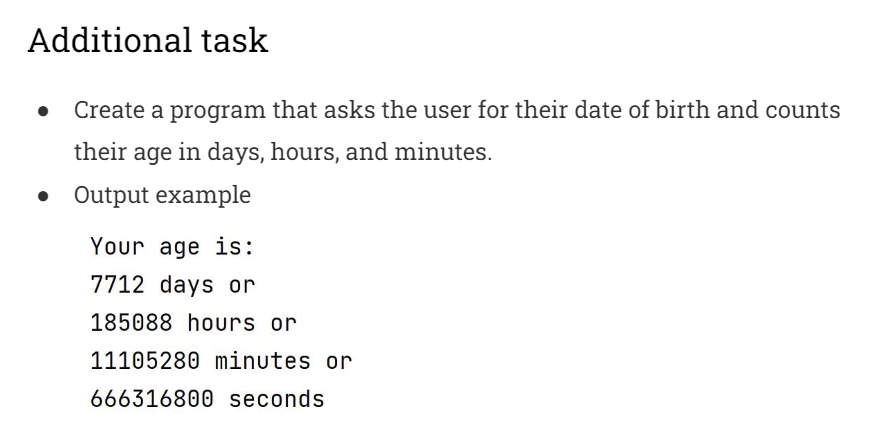 Additional task
● Create a program that asks the user for their date of birth and counts
their age in days, hours, and minutes.
● Output example
Your age is:
7712 days or
185088 hours or
11105280 minutes or
666316800 seconds